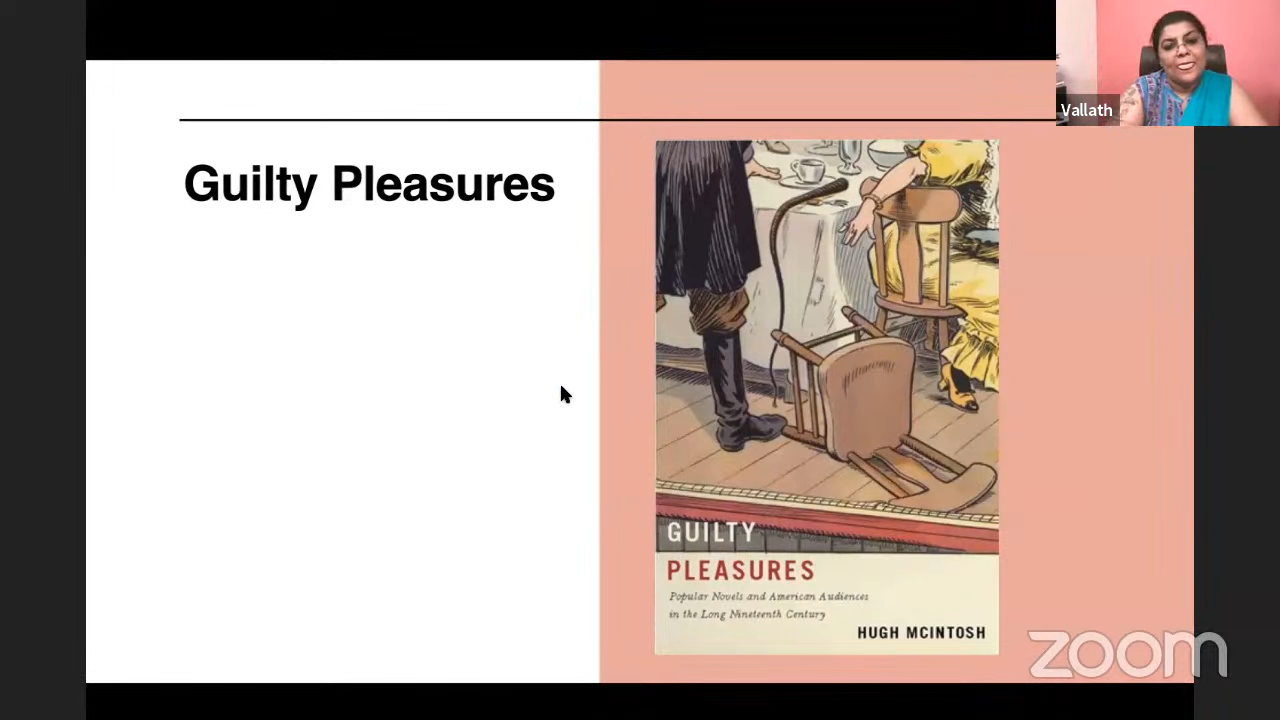 Vallath
Guilty Pleasures
GUILTY
PLEASURES
Popular Novels and American Audiences
in the Long Nineteenth Century
HUGH MCINTOSH
zoom